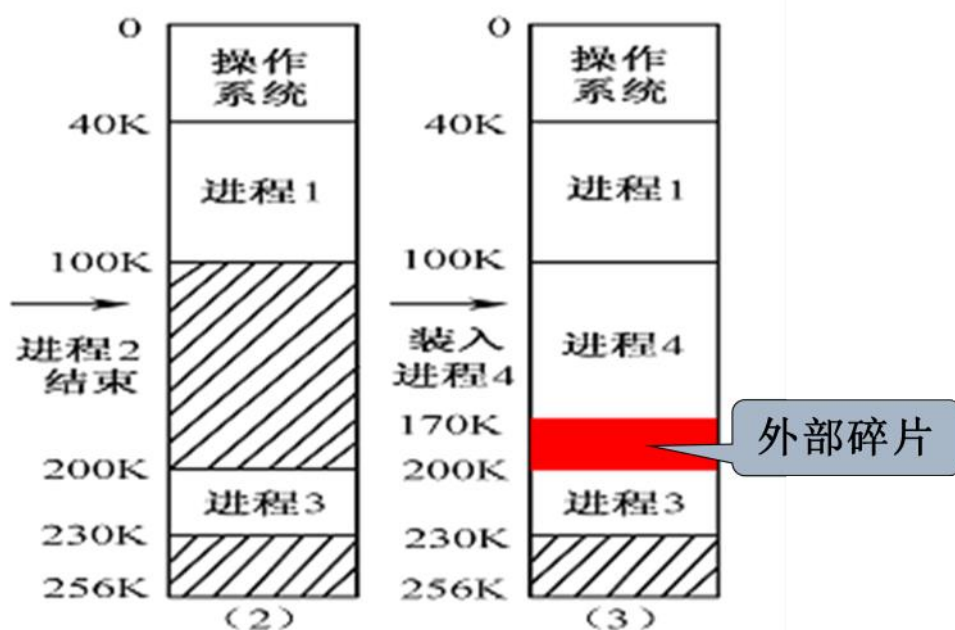 0
操作
系统
40K
进程1
100K
进程2
结束
200K
进程3
230K
256K
(2)
0
操作
系统
40K
进程1
100K
装入
进程4
进程4
170K
外部碎片
200K
进程3
230K
256K
(3)